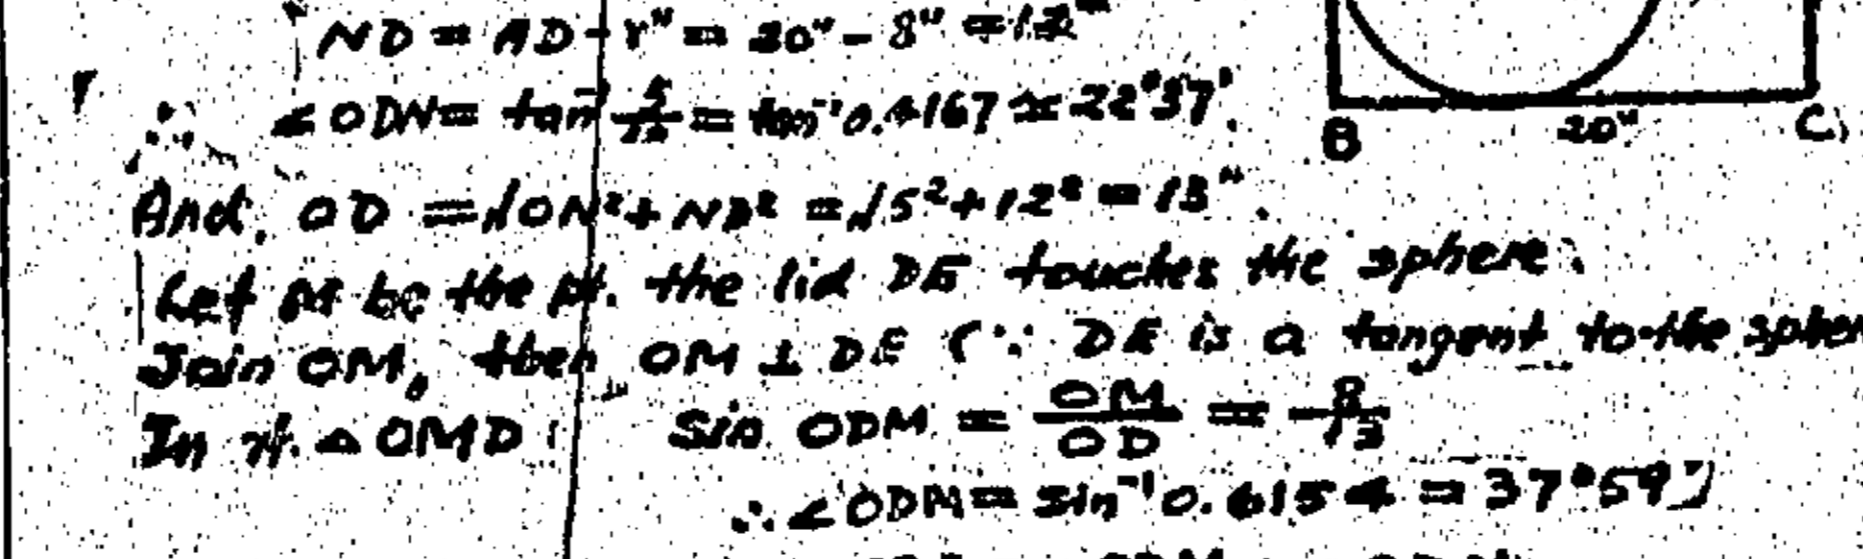 ND = AD - r" = 20" - 8" = 12"
∴ ∠ODN = tan⁻¹ 5/12 = tan⁻¹ 0.4167 ≈ 22°37'.
B 20" C
And, OD = √ON²+ND² = √5²+12² = 13".
Let M be the pt. the lid DE touches the sphere.
Join OM, then OM ⊥ DE (∵ DE is a tangent to the spher
In rt. △ OMD sin ODM = OM/OD = 8/13
∴ ∠ODM = sin⁻¹ 0.6154 = 37°59'